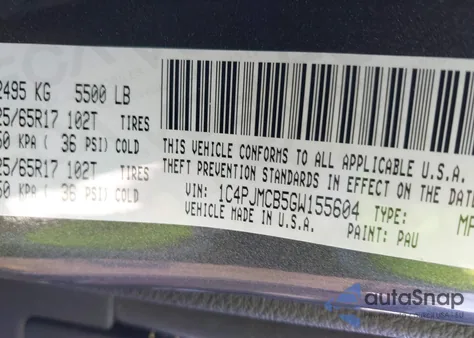 2495 KG 5500 LB
25/65R17 102T TIRES
50 KPA ( 36 PSI) COLD
25/65R17 102T TIRES
50 KPA ( 36 PSI) COLD
THIS VEHICLE CONFORMS TO ALL APPLICABLE U.S.A.
THEFT PREVENTION STANDARDS IN EFFECT ON THE DATE
VIN: 1C4PJMCB5GW155604 TYPE: MP
VEHICLE MADE IN U.S.A. PAINT: PAU
autoSnap